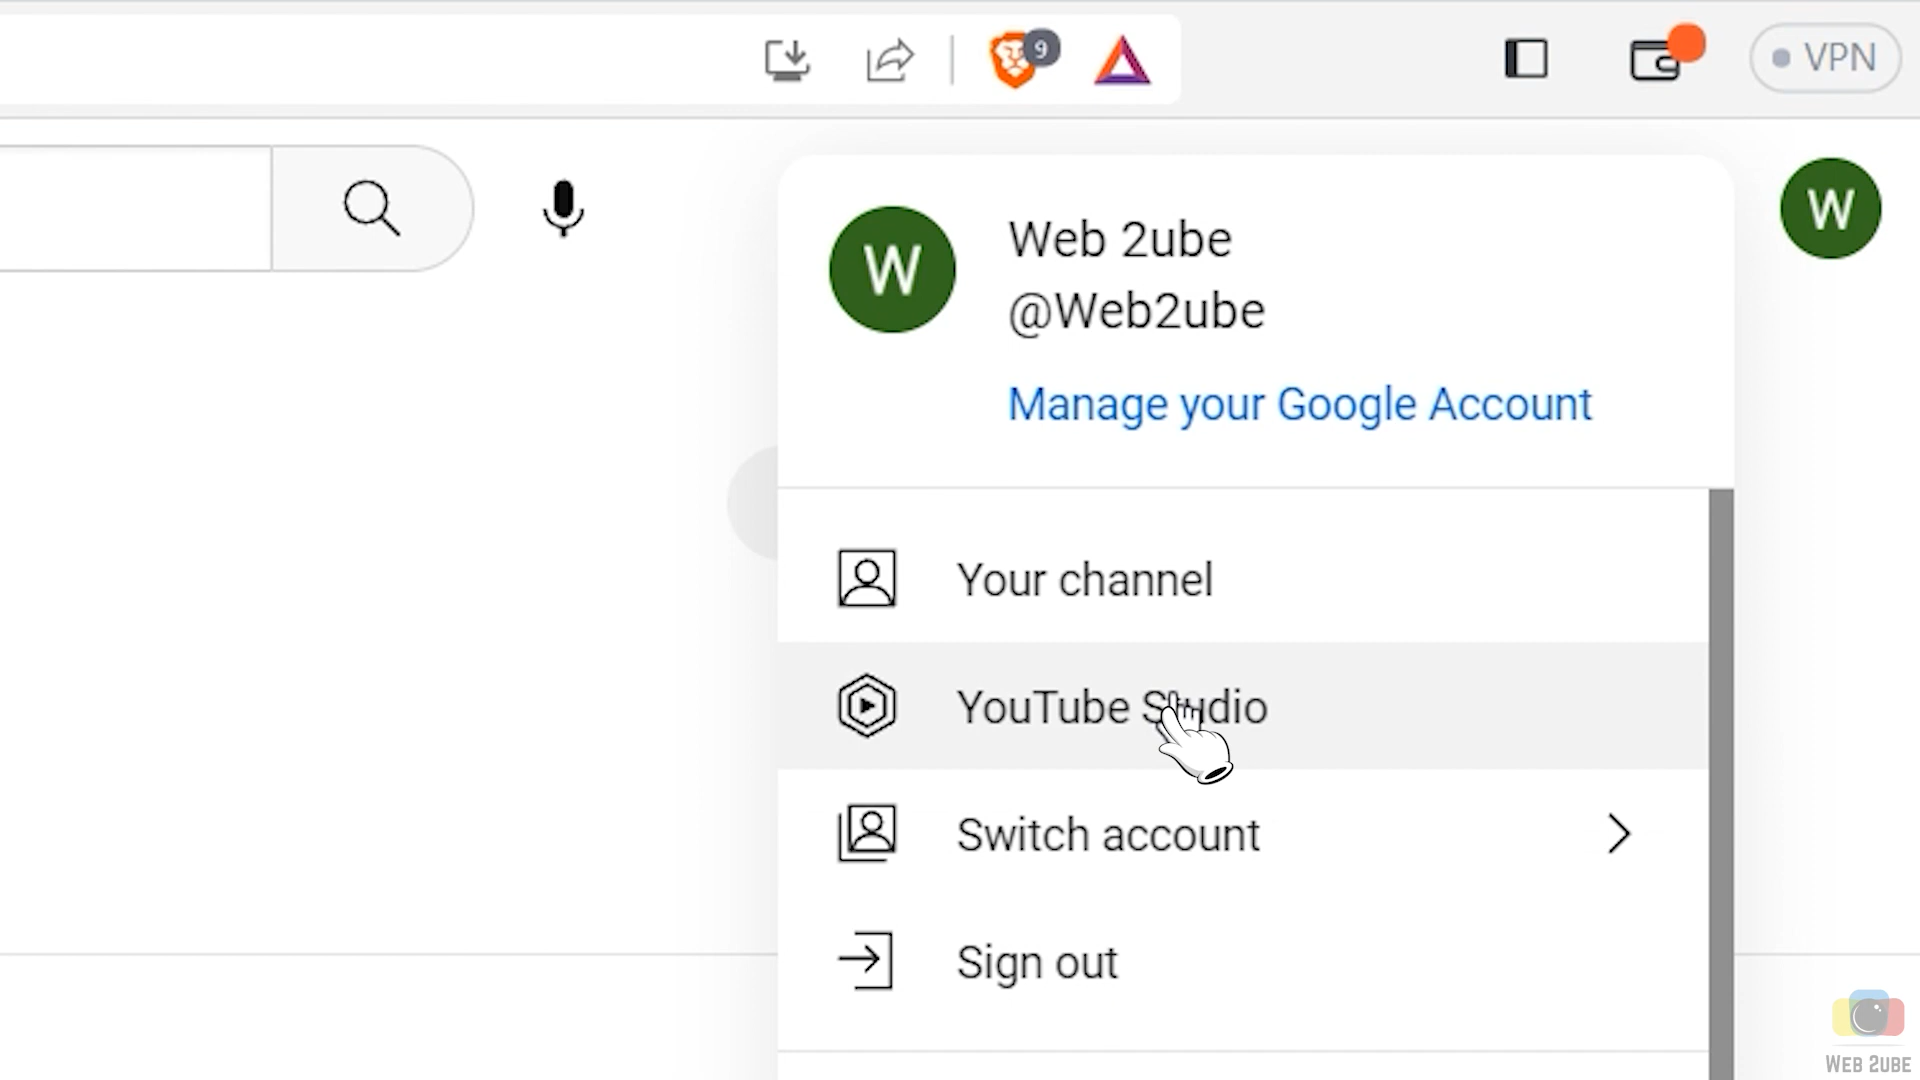 9
VPN
W
Web 2ube
@Web2ube
W
Manage your Google Account
Your channel
YouTube Studio
Switch account
Sign out
WEB 2UBE